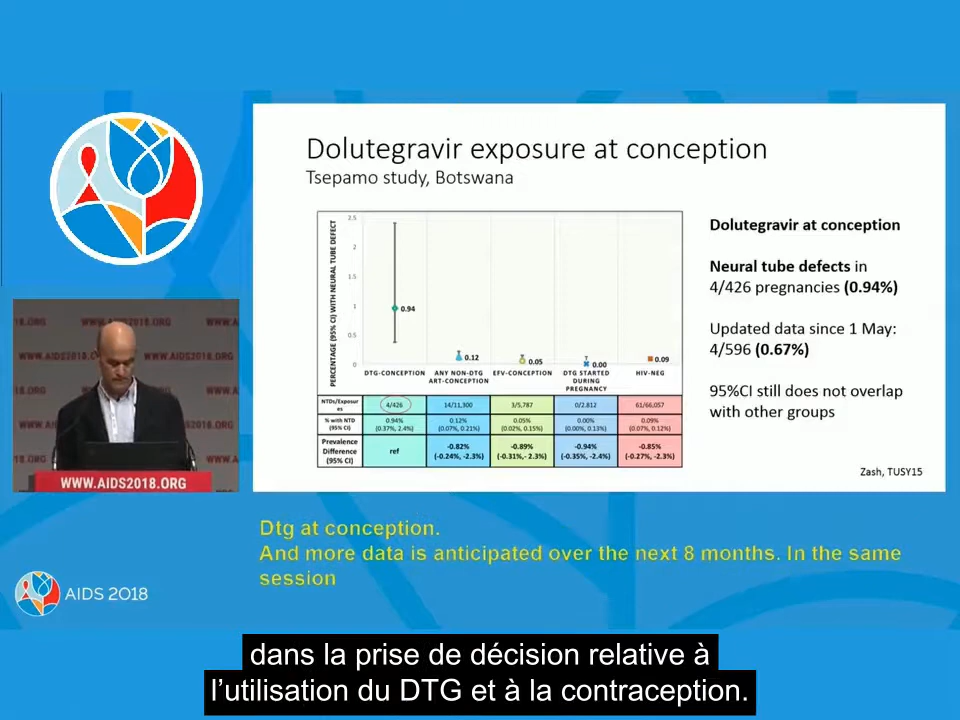 Dolutegravir exposure at conception
Tsepamo study, Botswana
PERCENTAGE (95% CI) WITH NEURAL TUBE DEFECT
2.5
2
1.5
1
0.5
0
0.94
0.12
0.05
0.00
0.09
DTG-CONCEPTION
ANY NON-DTG ART-CONCEPTION
EFV-CONCEPTION
DTG STARTED DURING PREGNANCY
HIV-NEG
NTDs/Exposures 4/426 14/11,300 3/5,787 0/2.812 61/66,057
% with NTD (95% CI) 0.94% (0.37%, 2.4%) 0.12% (0.07%, 0.21%) 0.05% (0.02%, 0.15%) 0.00% (0.00%, 0.13%) 0.09% (0.07%, 0.12%)
Prevalence Difference (95% CI) ref -0.82% (-0.24%, -2.3%) -0.89% (-0.31%,- 2.3%) -0.94% (-0.35%, -2.4%) -0.85% (-0.27%, -2.3%)
Dolutegravir at conception
Neural tube defects in
4/426 pregnancies (0.94%)
Updated data since 1 May:
4/596 (0.67%)
95%CI still does not overlap
with other groups
Zash, TUSY15
WWW.AIDS2018.ORG
Dtg at conception.
And more data is anticipated over the next 8 months. In the same
session
AIDS 2018
dans la prise de décision relative à
l’utilisation du DTG et à la contraception.